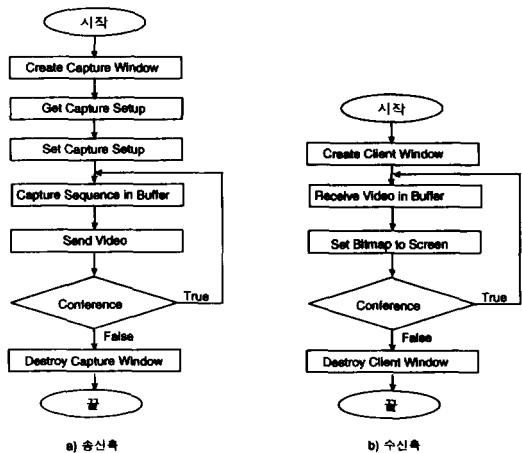 시작
Create Capture Window
Get Capture Setup
Set Capture Setup
Capture Sequence in Buffer
Send Video
Conference
True
False
Destroy Capture Window
끝
a) 송신측
시작
Create Client Window
Receive Video in Buffer
Set Bitmap to Screen
Conference
True
False
Destroy Client Window
끝
b) 수신측